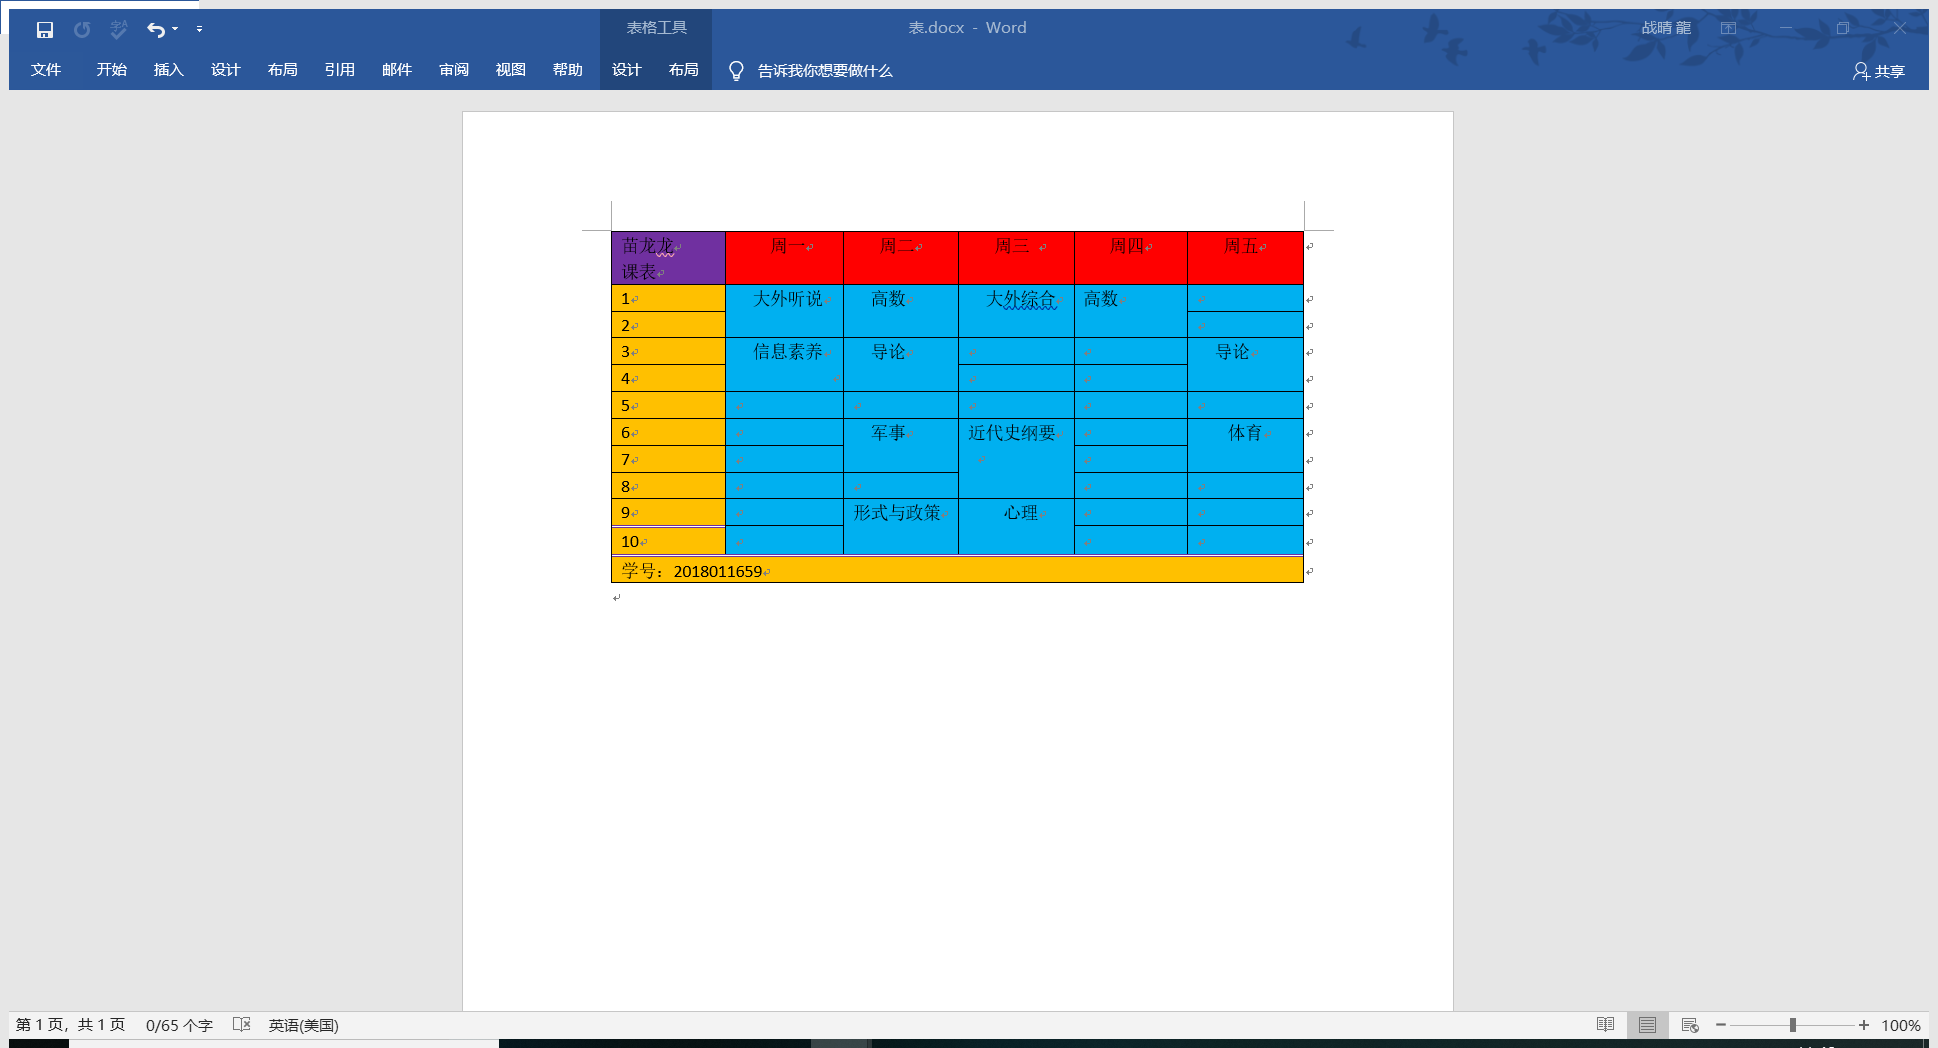 表格工具
表.docx - Word
战晴 龍
文件 开始 插入 设计 布局 引用 邮件 审阅 视图 帮助 设计 布局 告诉我你想要做什么 共享
苗龙龙 周一 周二 周三 周四 周五
课表
1 大外听说 高数 大外综合 高数
2
3 信息素养 导论 导论
4
5
6 军事 近代史纲要 体育
7
8
9 形式与政策 心理
10
学号：2018011659
第 1 页，共 1 页 0/65 个字 英语(美国) 100%